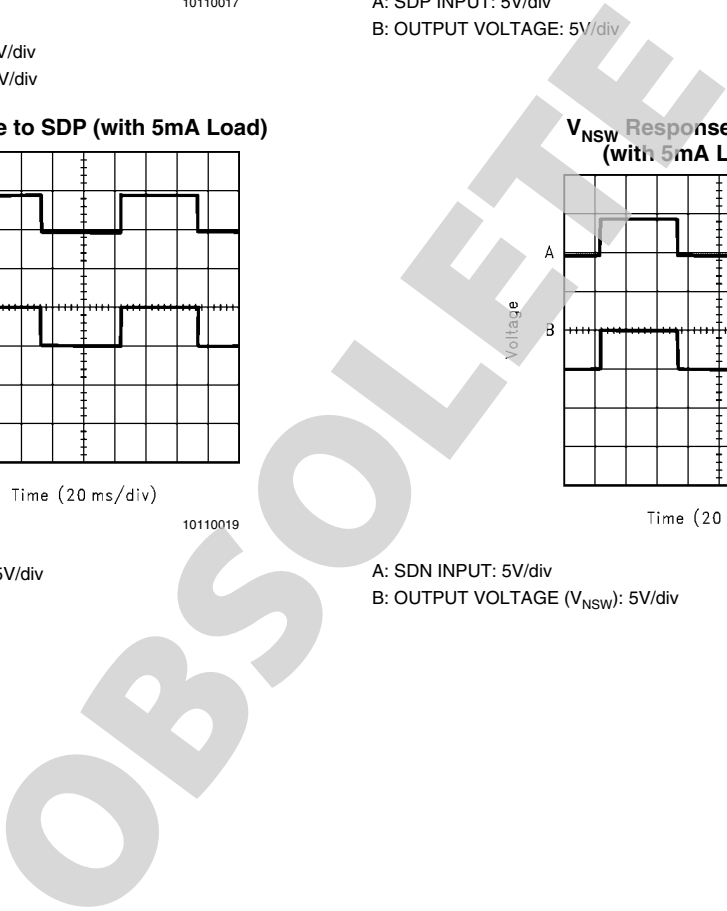 10110017
V/div
V/div
A: SDP INPUT: 5V/div
B: OUTPUT VOLTAGE: 5V/div
e to SDP (with 5mA Load)
Time (20 ms/div)
10110019
5V/div
V_NSW Response
(with 5mA L
A
B
Voltage
Time (20
A: SDN INPUT: 5V/div
B: OUTPUT VOLTAGE (V_NSW): 5V/div
OBSOLETE